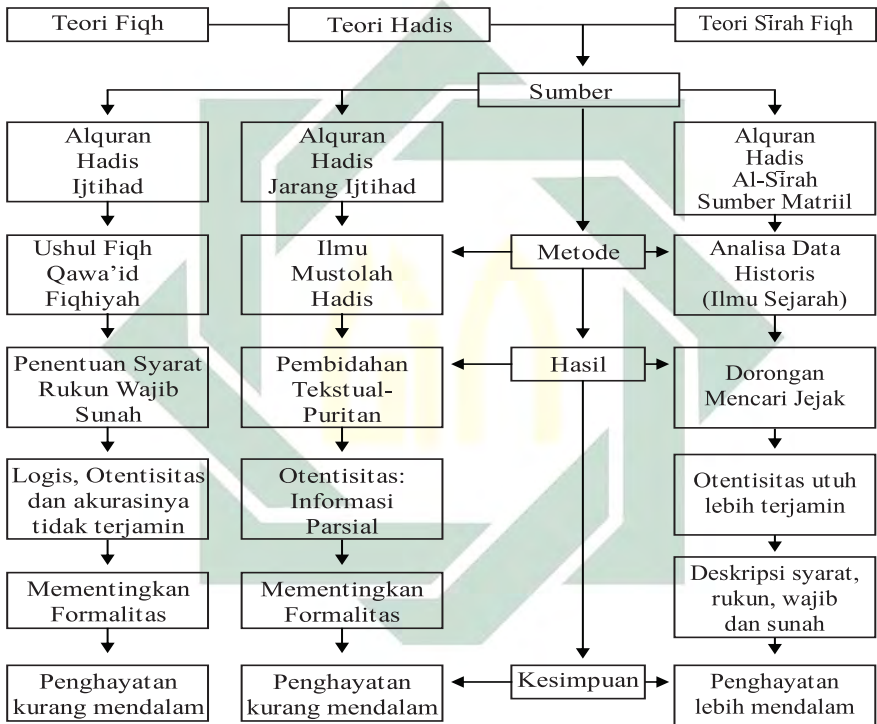 Teori Fiqh
Teori Hadis
Teori Sīrah Fiqh
Sumber
Alquran
Hadis
Ijtihad
Alquran
Hadis
Jarang Ijtihad
Alquran
Hadis
Al-Sīrah
Sumber Matriil
Ushul Fiqh
Qawa’id
Fiqhiyah
Ilmu
Mustolah
Hadis
Metode
Analisa Data
Historis
(Ilmu Sejarah)
Penentuan Syarat
Rukun Wajib
Sunah
Pembidahan
Tekstual-
Puritan
Hasil
Dorongan
Mencari Jejak
Logis, Otentisitas
dan akurasinya
tidak terjamin
Otentisitas:
Informasi
Parsial
Otentisitas utuh
lebih terjamin
Mementingkan
Formalitas
Mementingkan
Formalitas
Deskripsi syarat,
rukun, wajib
dan sunah
Penghayatan
kurang mendalam
Penghayatan
kurang mendalam
Kesimpuan
Penghayatan
lebih mendalam